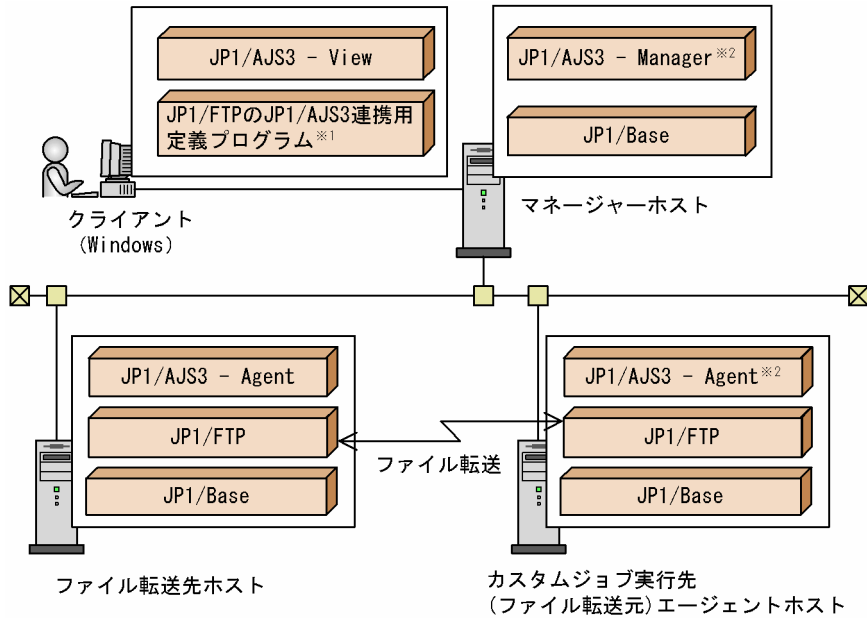 JP1/AJS3 - View
JP1/FTPのJP1/AJS3連携用
定義プログラム※1
クライアント
(Windows)
JP1/AJS3 - Manager※2
JP1/Base
マネージャーホスト
JP1/AJS3 - Agent
JP1/FTP
JP1/Base
ファイル転送先ホスト
ファイル転送
JP1/AJS3 - Agent※2
JP1/FTP
JP1/Base
カスタムジョブ実行先
(ファイル転送元)エージェントホスト